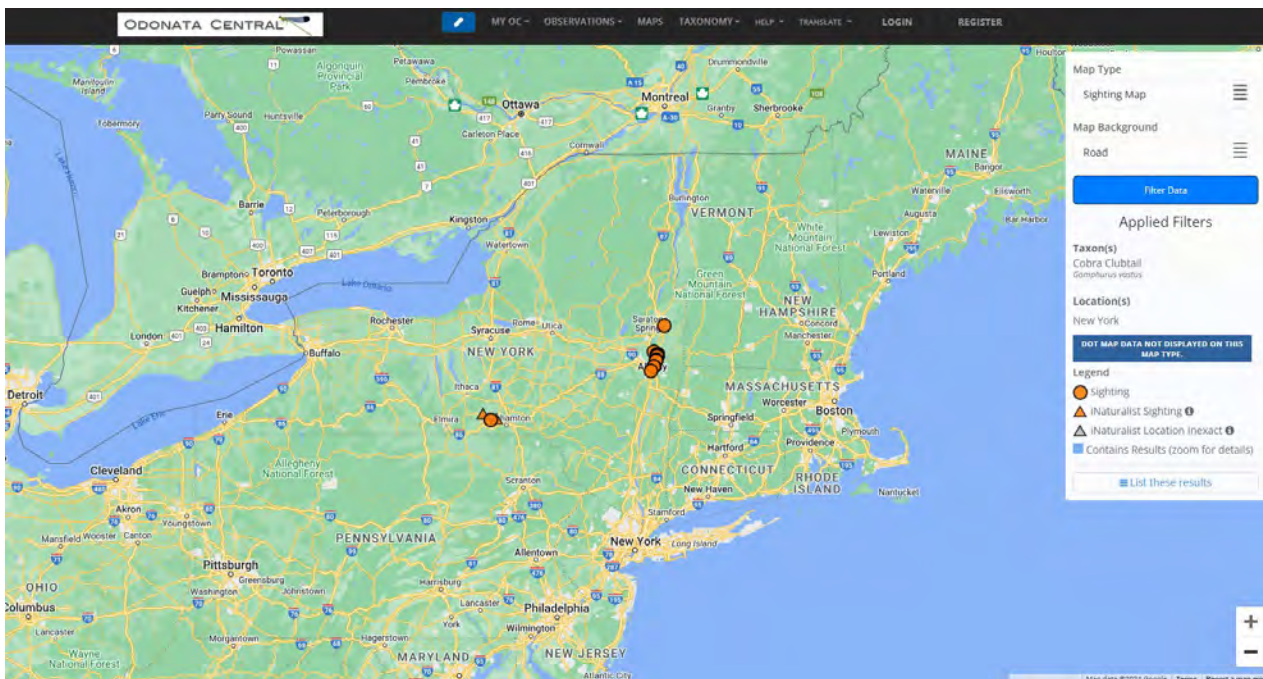 ODONATA CENTRAL
MY OC
OBSERVATIONS
MAPS
TAXONOMY
HELP
TRANSLATE
LOGIN
REGISTER
Powassan
Petawawa
Drummondville
Houlton
Algonquin
Provincial
Park
Pembroke
Manitoulin
Island
Montreal
Ottawa
Granby
Sherbrooke
Parry Sound
Huntsville
Tobermory
Carleton Place
Cornwall
MAINE
Bangor
Waterville
Ellsworth
Barrie
Peterborough
Kingston
Burlington
VERMONT
Augusta
Bar Harbor
Watertown
White
Mountain
National Forest
Lewiston
Brampton
Toronto
Lake Ontario
Green
Mountain
National Forest
Portland
Guelph
Mississauga
Kitchener
NEW
HAMPSHIRE
Concord
Manchester
Hamilton
London
Rochester
Syracuse
Rome
Utica
Buffalo
NEW YORK
MASSACHUSETTS
Worcester
Boston
Ithaca
Detroit
Lake Erie
Erie
Elmira
Springfield
Plymouth
Hartford
Providence
CONNECTICUT
RHODE
ISLAND
Allegheny
National Forest
New Haven
Nantucket
Cleveland
Scranton
Stamford
Akron
Youngstown
Mansfield
Wooster
Canton
PENNSYLVANIA
New York
Long Island
Allentown
Pittsburgh
Greensburg
Harrisburg
OHIO
Washington
Johnstown
Lancaster
Philadelphia
Columbus
York
Wilmington
Lancaster
Morgantown
Hagerstown
NEW JERSEY
Wayne
National Forest
MARYLAND
Atlantic City
Map Type
Sighting Map
Map Background
Road
Filter Data
Applied Filters
Taxon(s)
Cobra Clubtail
Gomphurus vastus
Location(s)
New York
DOT MAP DATA NOT DISPLAYED ON THIS
MAP TYPE.
Legend
Sighting
iNaturalist Sighting
iNaturalist Location Inexact
Contains Results (zoom for details)
List these results
+
−